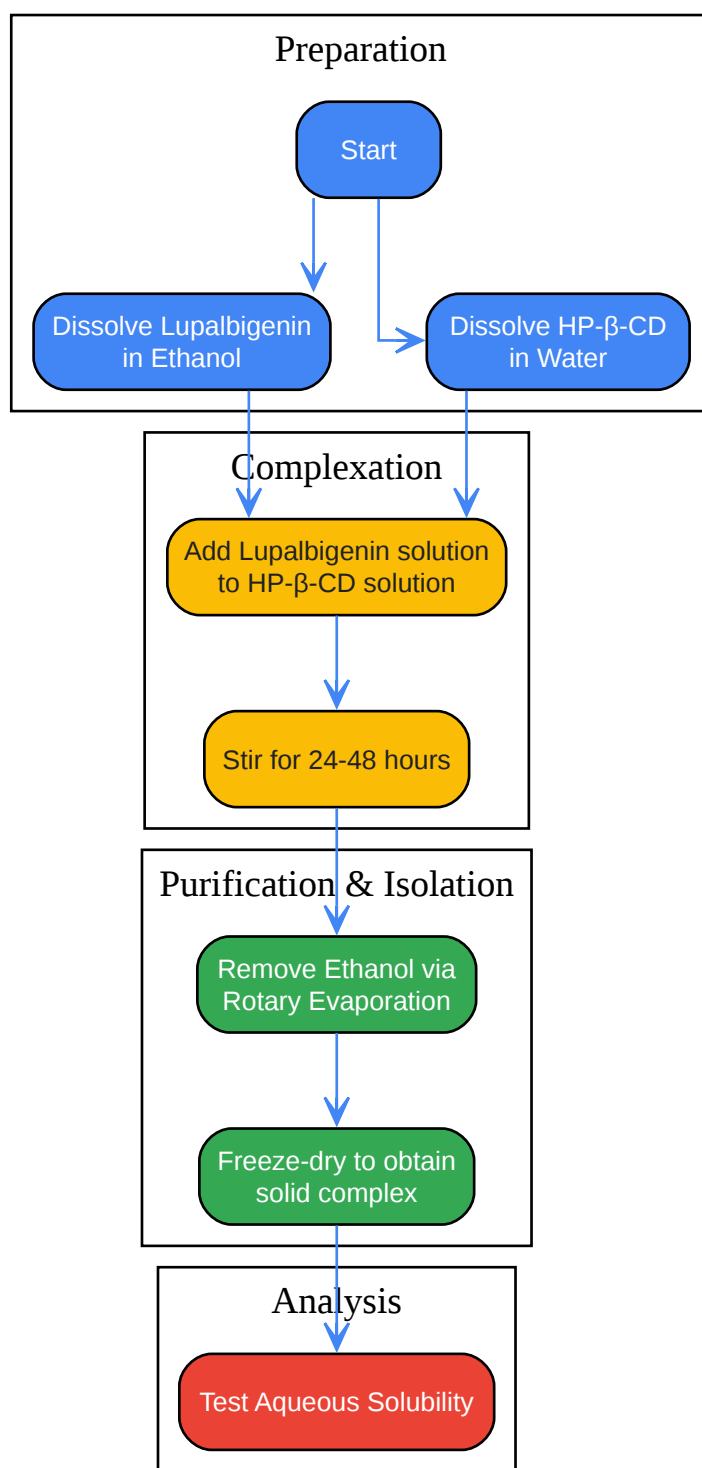 Preparation
Start
Dissolve Lupalbigenin
in Ethanol
Dissolve HP-β-CD
in Water
Complexation
Add Lupalbigenin solution
to HP-β-CD solution
Stir for 24-48 hours
Purification & Isolation
Remove Ethanol via
Rotary Evaporation
Freeze-dry to obtain
solid complex
Analysis
Test Aqueous Solubility